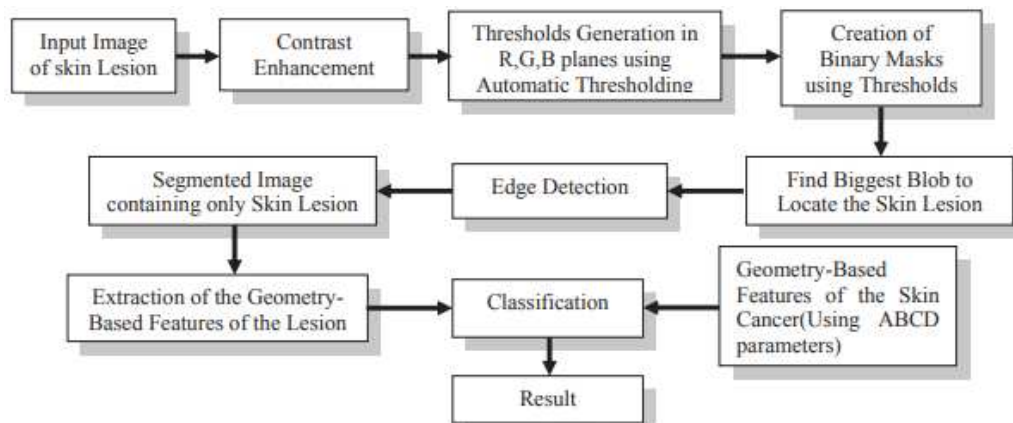 Input Image
of skin Lesion
Contrast
Enhancement
Thresholds Generation in
R,G,B planes using
Automatic Thresholding
Creation of
Binary Masks
using Thresholds
Segmented Image
containing only Skin Lesion
Edge Detection
Find Biggest Blob to
Locate the Skin Lesion
Extraction of the Geometry-
Based Features of the Lesion
Classification
Geometry-Based
Features of the Skin
Cancer(Using ABCD
parameters)
Result